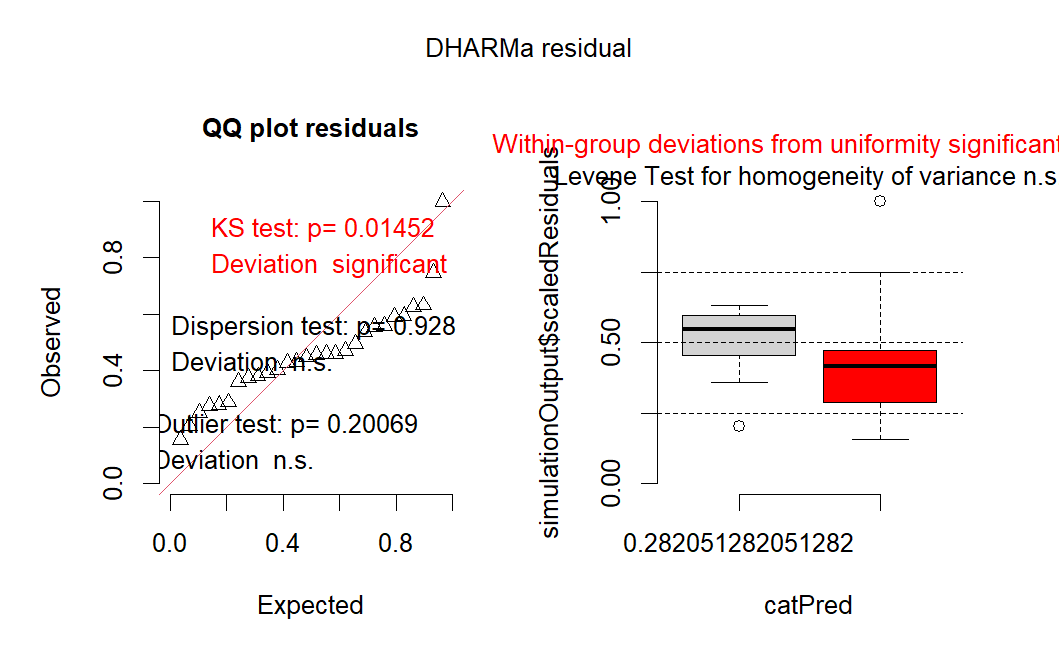 DHARMa residual
QQ plot residuals
KS test: p= 0.01452
Deviation  significant
Dispersion test: p= 0.928
Deviation  n.s.
Outlier test: p= 0.20069
Deviation  n.s.
Observed
0.0
0.4
0.8
0.0
0.4
0.8
Expected
Within-group deviations from uniformity significant
Levene Test for homogeneity of variance n.s
simulationOutput$scaledResiduals
0.00
0.50
1.00
0.282051282051282
catPred